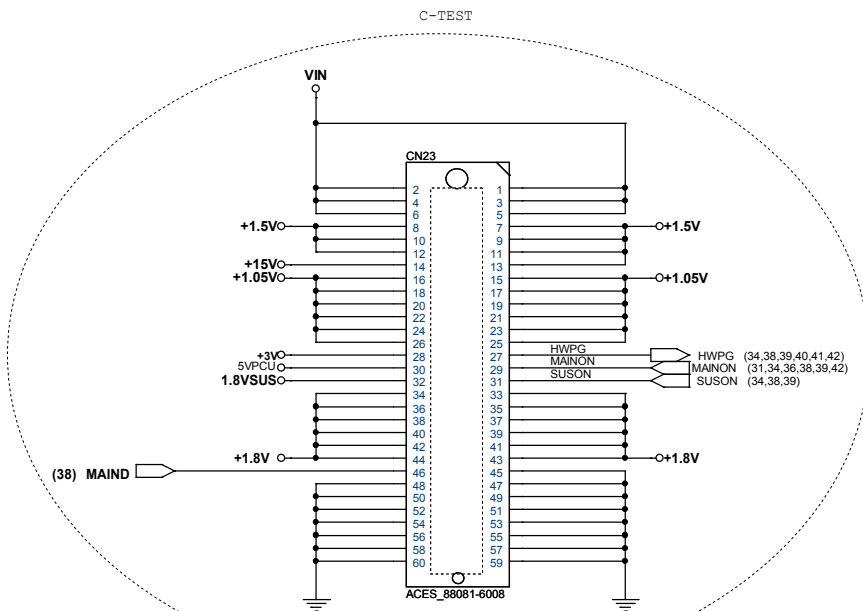 C-TEST
VIN
CN23
2 1
4 3
6 5
+1.5V 8 7 +1.5V
10 9
12 11
+15V 14 13
+1.05V 16 15 +1.05V
18 17
20 19
22 21
24 23
26 25
+3V 28 27 HWPG HWPG (34,38,39,40,41,42)
5VPCU 30 29 MAINON MAINON (31,34,36,38,39,42)
1.8VSUS 32 31 SUSON SUSON (34,38,39)
34 33
36 35
38 37
40 39
42 41
+1.8V 44 43 +1.8V
(38) MAIND 46 45
48 47
50 49
52 51
54 53
56 55
58 57
60 59
ACES_88081-6008